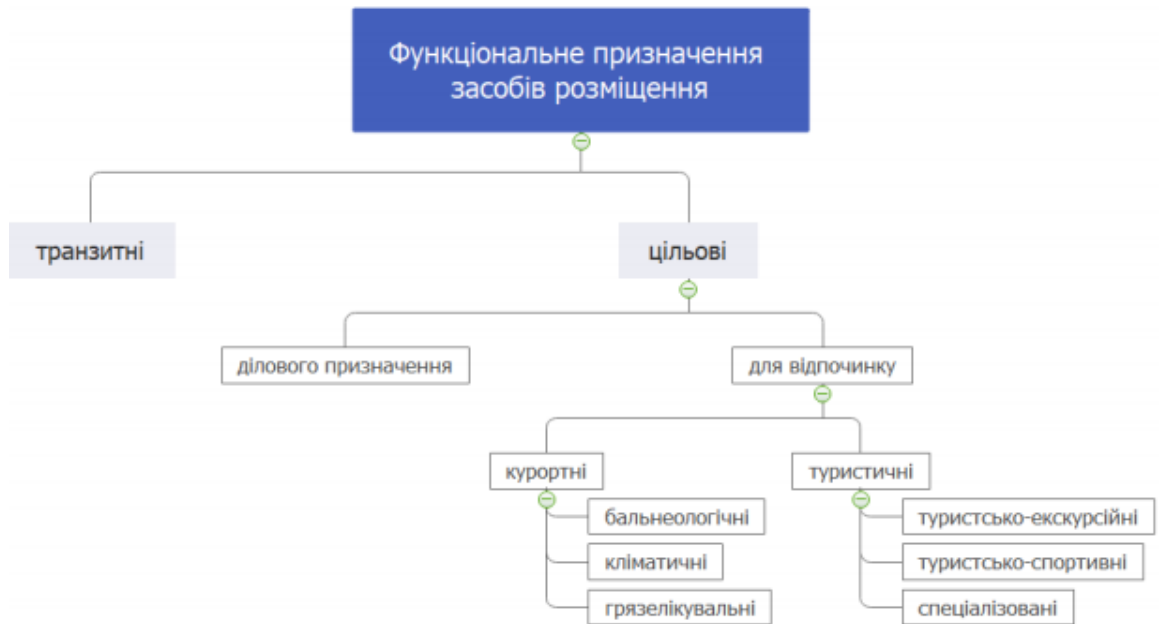 Функціональне призначення
засобів розміщення
транзитні
цільові
ділового призначення
для відпочинку
курортні
туристичні
бальнеологічні
туристсько-екскурсійні
кліматичні
туристсько-спортивні
грязелікувальні
спеціалізовані